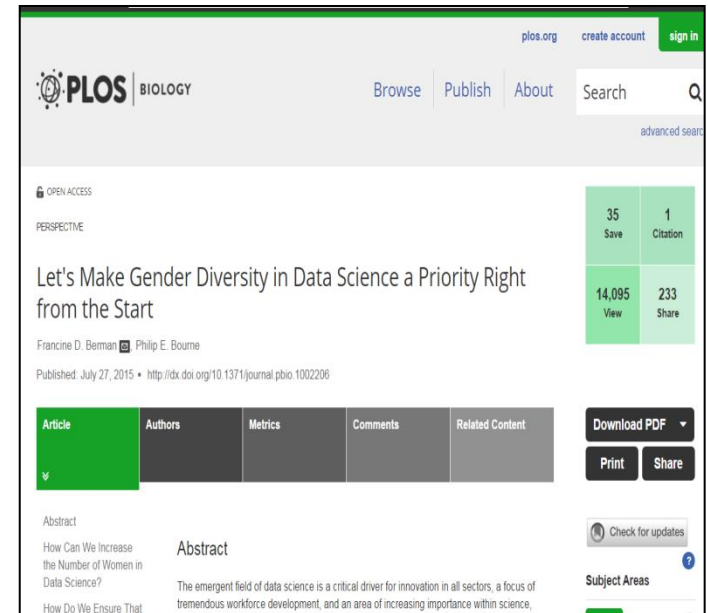 plos.org create account sign in
PLOS BIOLOGY
Browse Publish About Search
advanced searc
OPEN ACCESS
PERSPECTIVE
Let's Make Gender Diversity in Data Science a Priority Right
from the Start
Francine D. Berman , Philip E. Bourne
Published: July 27, 2015 • http://dx.doi.org/10.1371/journal.pbio.1002206
35 1
Save Citation
14,095 233
View Share
Article Authors Metrics Comments Related Content
Download PDF
Print Share
Abstract
How Can We Increase
the Number of Women in
Data Science?
How Do We Ensure That
Abstract
The emergent field of data science is a critical driver for innovation in all sectors, a focus of
tremendous workforce development, and an area of increasing importance within science,
Check for updates
?
Subject Areas